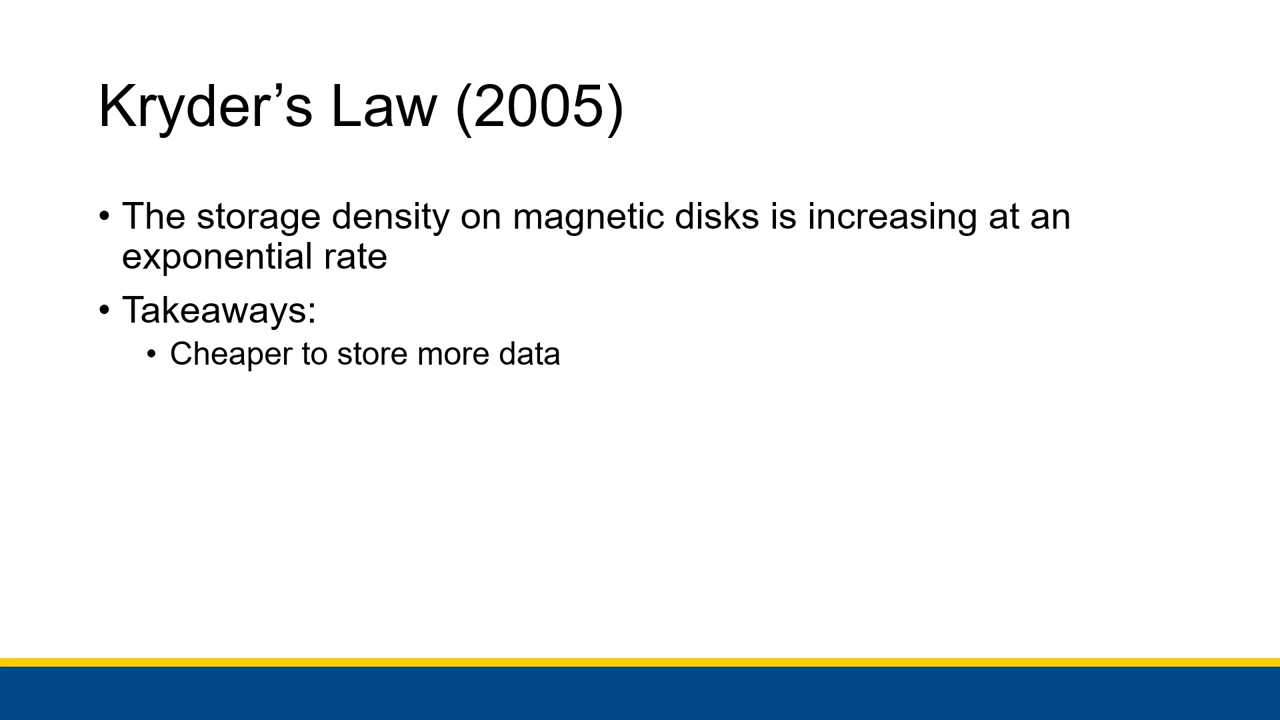 Kryder’s Law (2005)
• The storage density on magnetic disks is increasing at an
exponential rate
• Takeaways:
• Cheaper to store more data